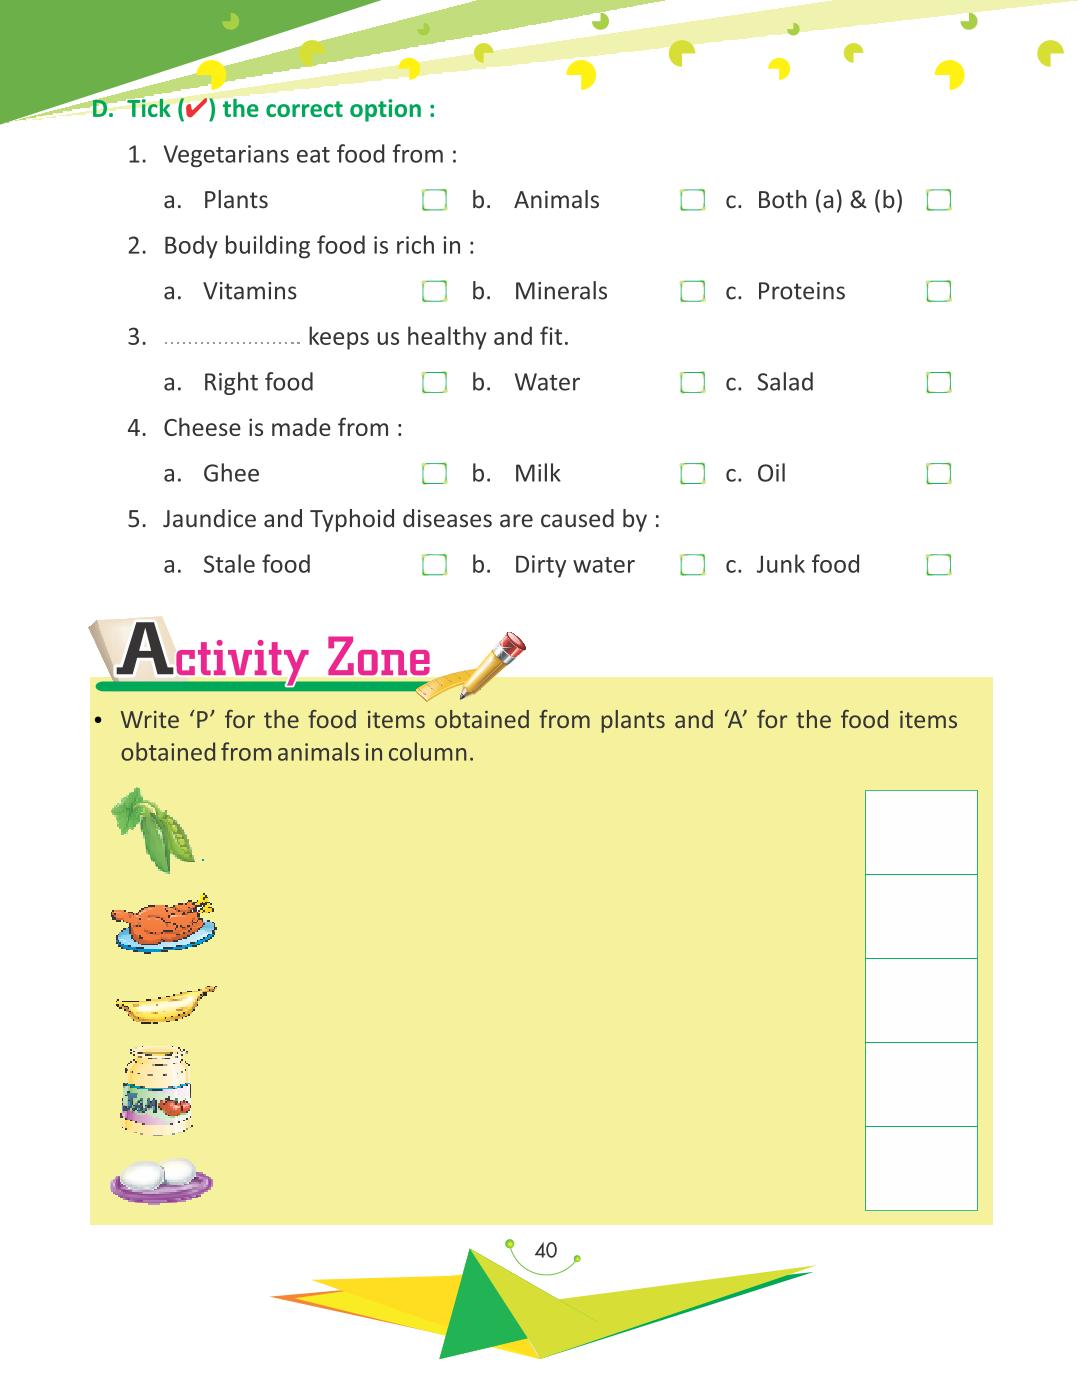 D. Tick (✔) the correct option :
1. Vegetarians eat food from :
a. Plants b. Animals c. Both (a) & (b)
2. Body building food is rich in :
a. Vitamins b. Minerals c. Proteins
3. ....................... keeps us healthy and fit.
a. Right food b. Water c. Salad
4. Cheese is made from :
a. Ghee b. Milk c. Oil
5. Jaundice and Typhoid diseases are caused by :
a. Stale food b. Dirty water c. Junk food
Activity Zone
• Write ‘P’ for the food items obtained from plants and ‘A’ for the food items
obtained from animals in column.
Jam
40